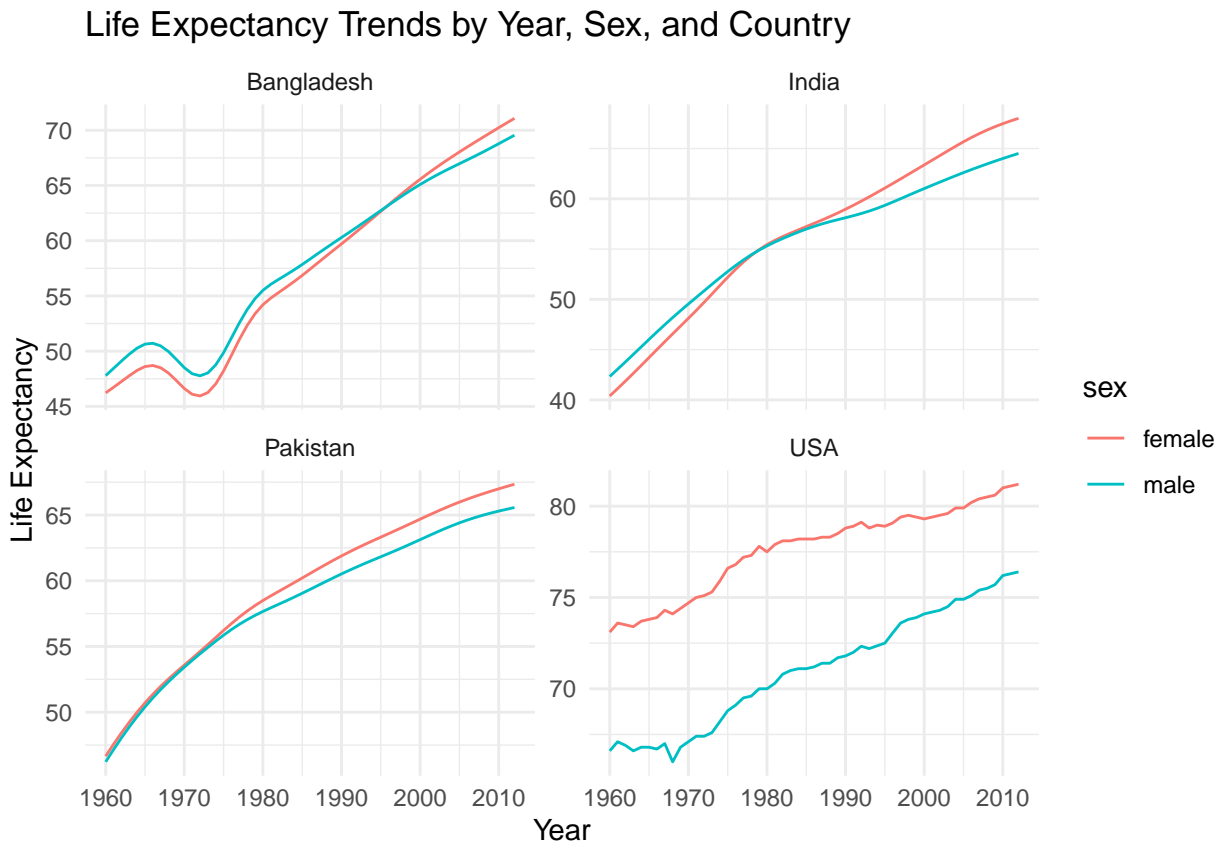 Life Expectancy Trends by Year, Sex, and Country
Bangladesh
India
70
65
60
55
50
45
60
50
40
Pakistan
USA
65
60
55
50
80
75
70
1960 1970 1980 1990 2000 2010
1960 1970 1980 1990 2000 2010
Life Expectancy
Year
sex
female
male